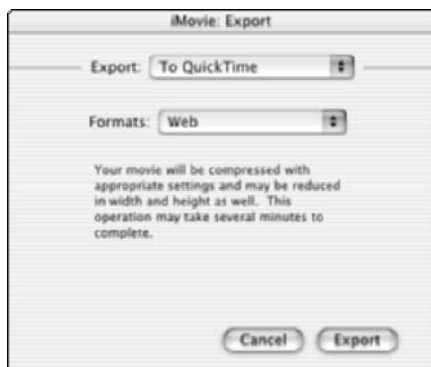 iMovie: Export
Export: To QuickTime
Formats: Web
Your movie will be compressed with
appropriate settings and may be reduced
in width and height as well. This
operation may take several minutes to
complete.
Cancel Export